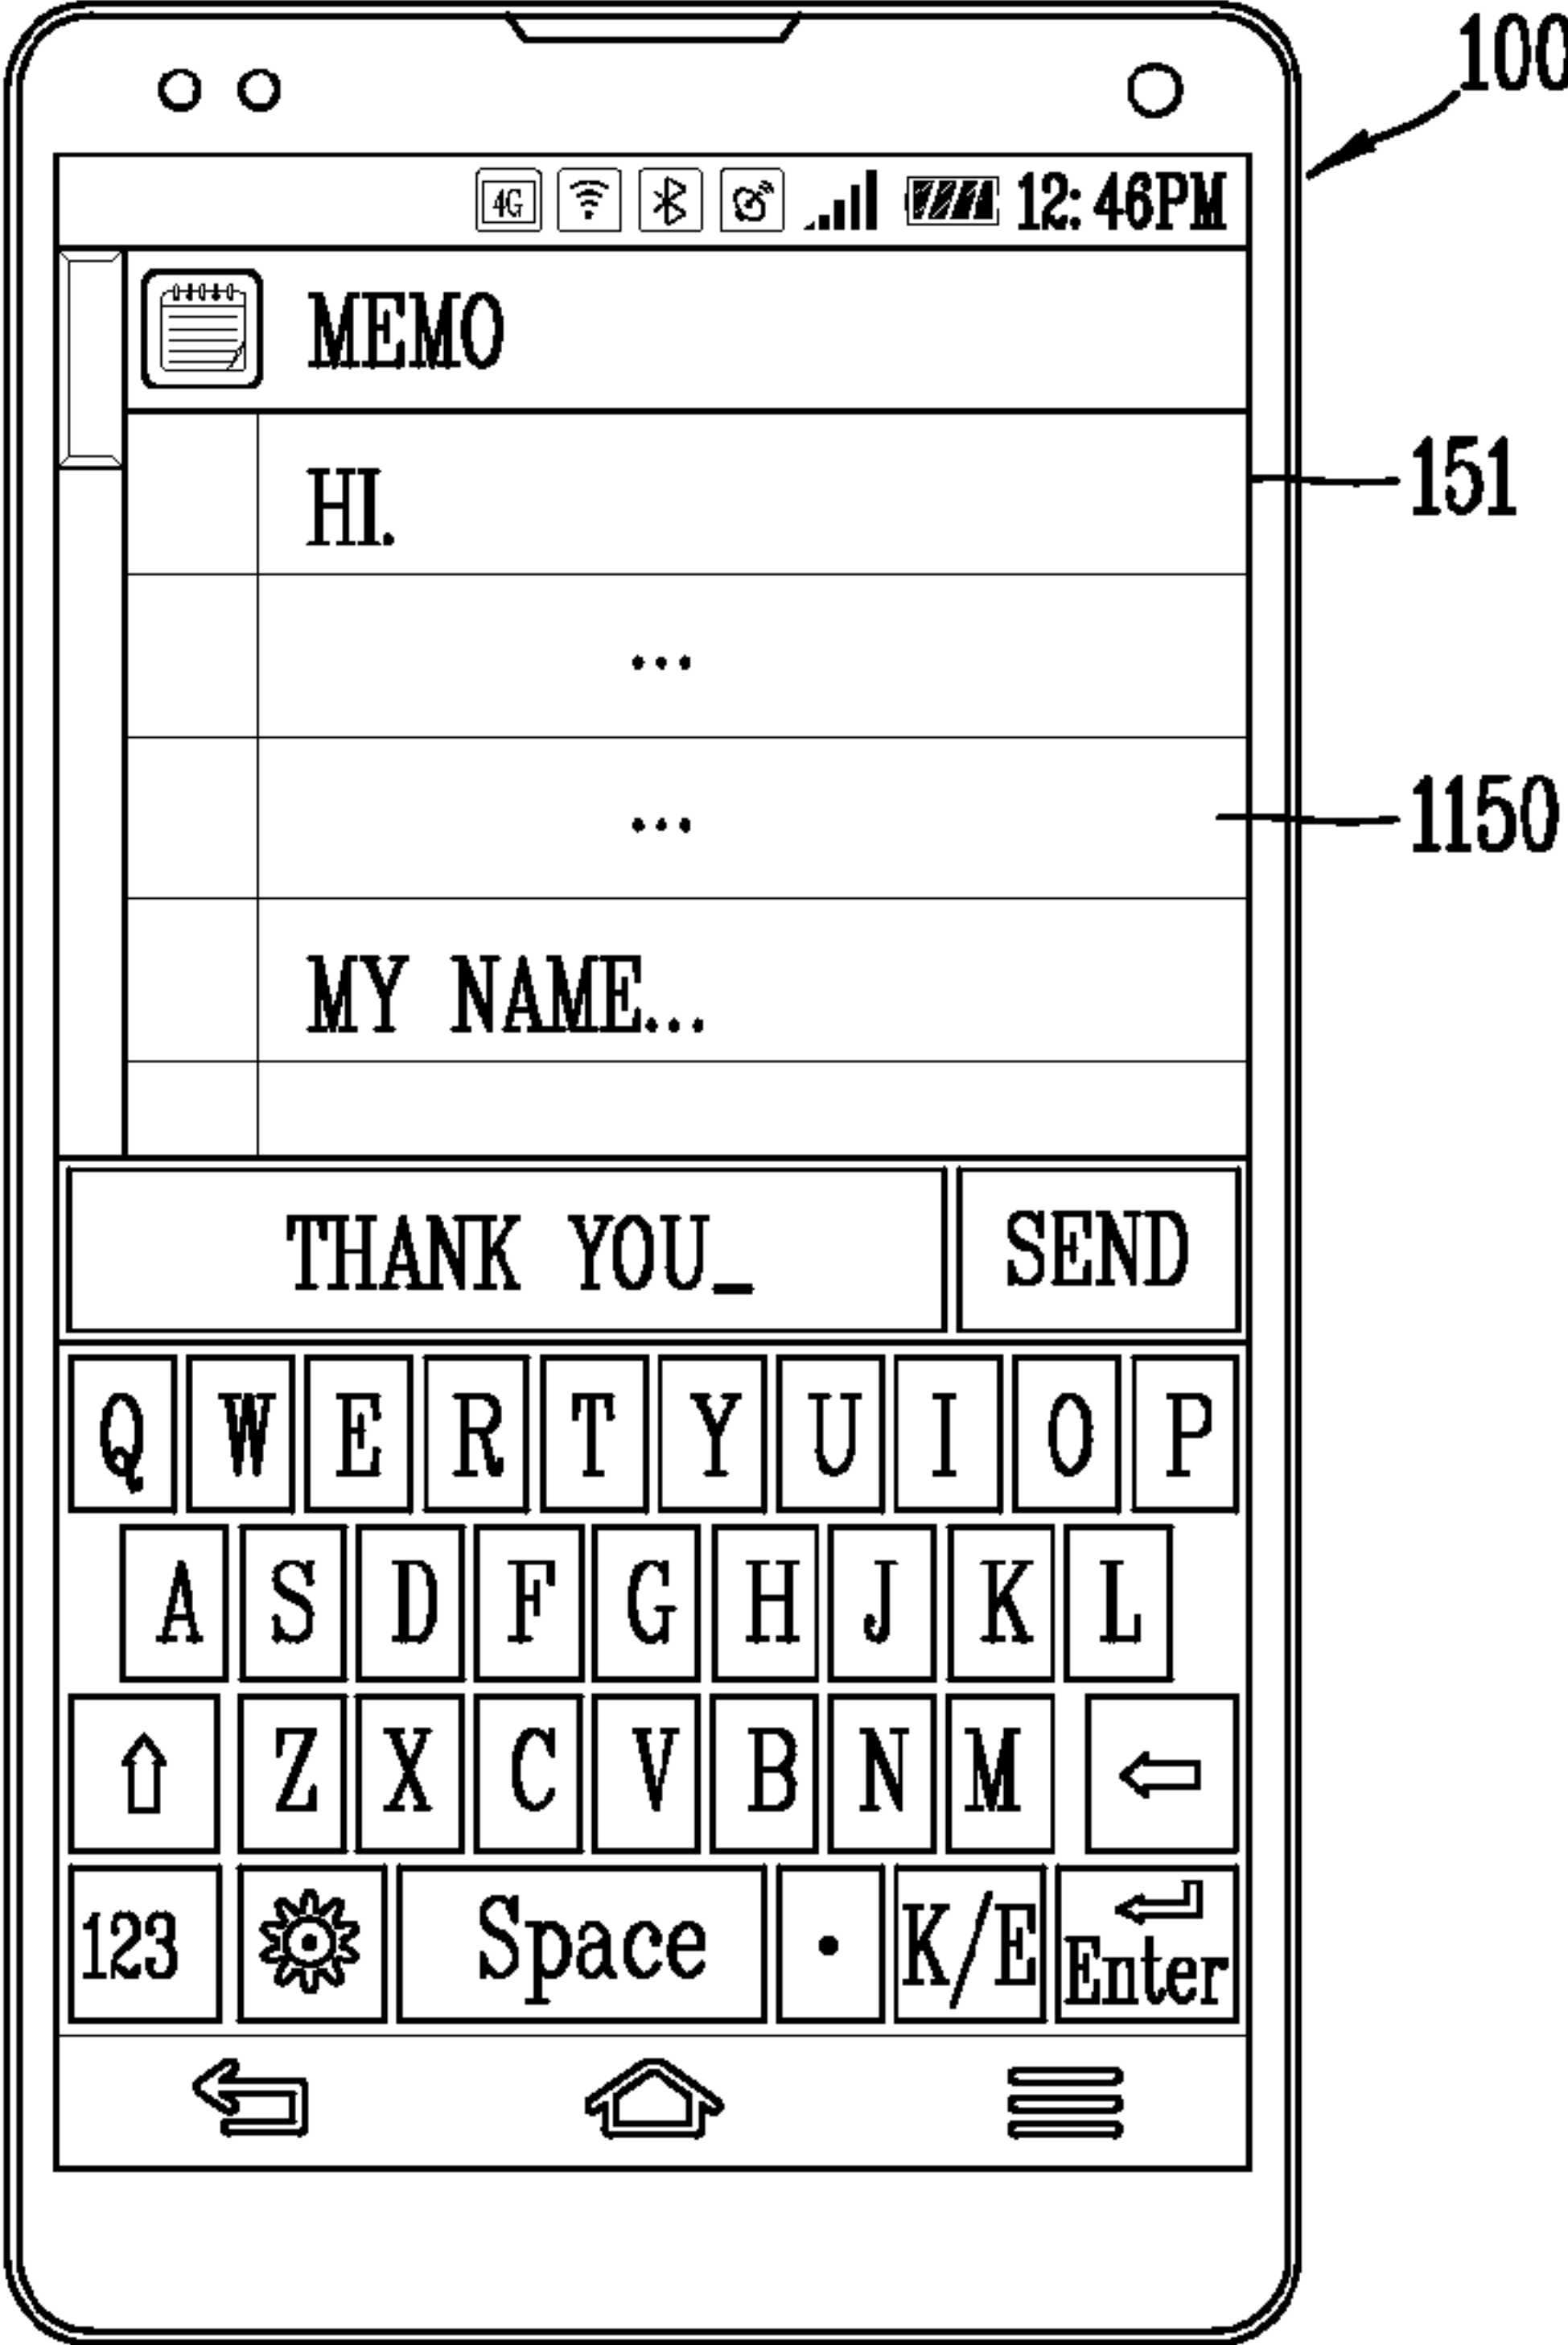 100
4G 12:46PM
MEMO
HI.
151
...
...
1150
MY NAME...
THANK YOU_ SEND
Q W E R T Y U I O P
A S D F G H J K L
Z X C V B N M
123 Space . K/E Enter